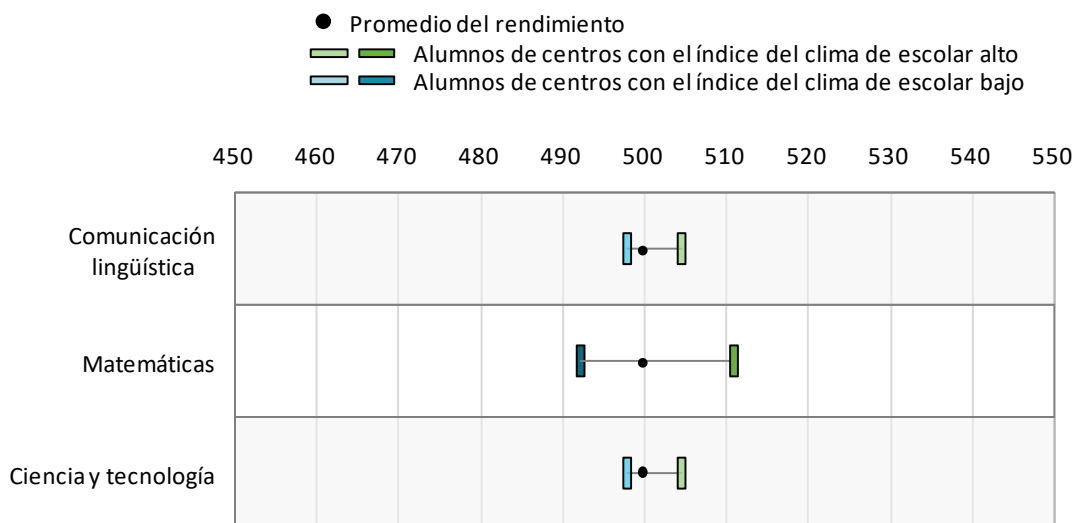 Promedio del rendimiento
Alumnos de centros con el índice del clima de escolar alto
Alumnos de centros con el índice del clima de escolar bajo
450 460 470 480 490 500 510 520 530 540 550
Comunicación
lingüística
Matemáticas
Ciencia y tecnología